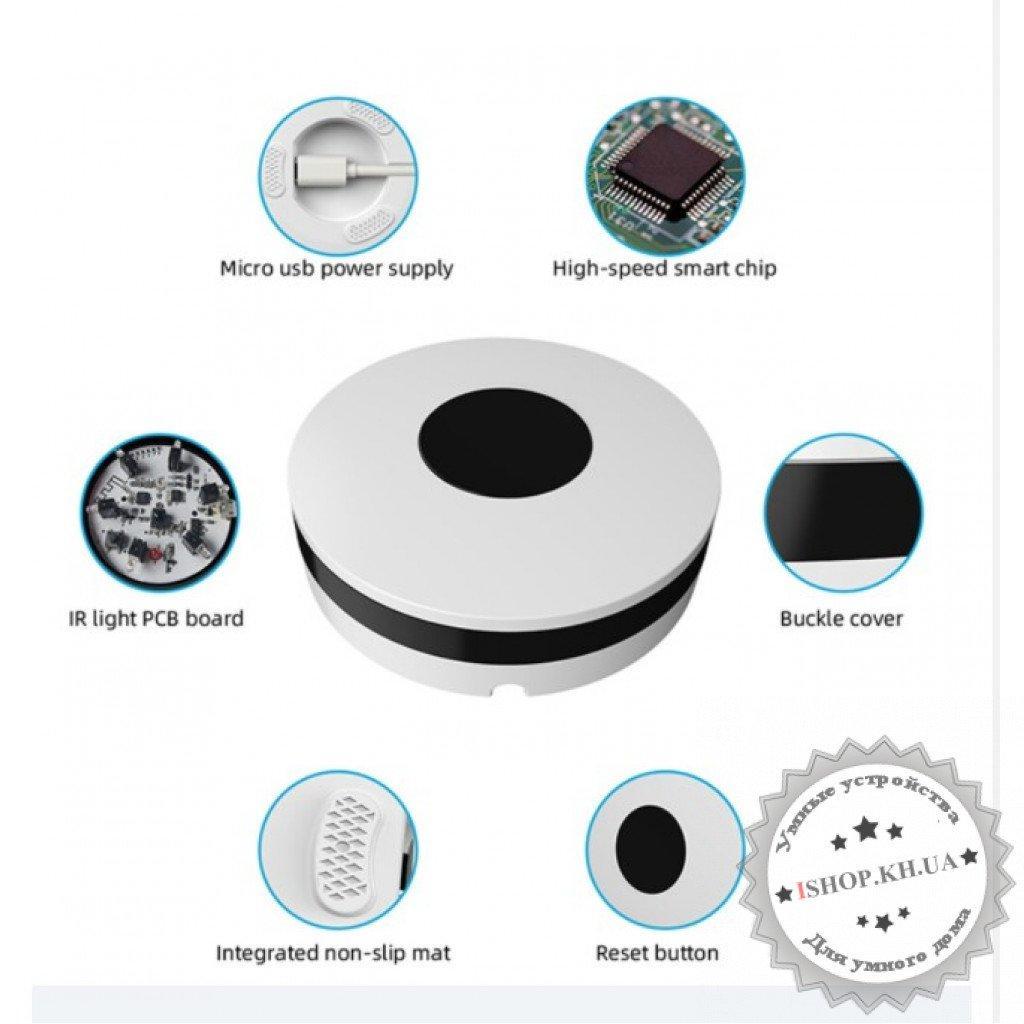 Micro usb power supply
High-speed smart chip
IR light PCB board
Buckle cover
Integrated non-slip mat
Reset button
Умные устройства
ISHOP.KH.UA
Для умного дома